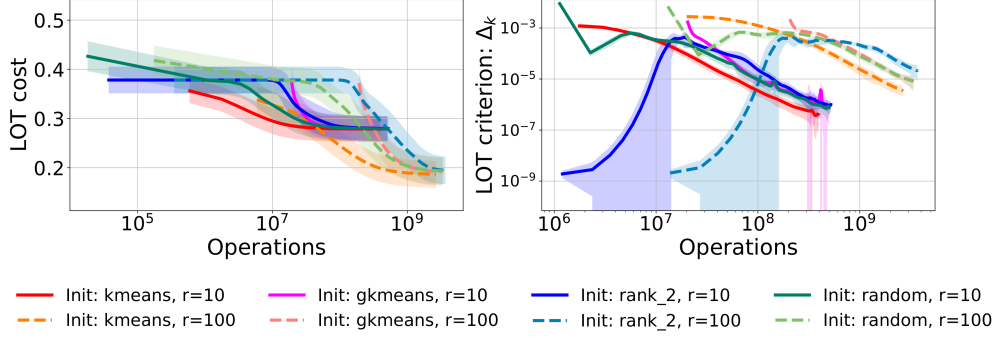 0.5
0.4
0.3
0.2
LOT cost
10^5
10^7
10^9
Operations
10^-3
10^-5
10^-7
10^-9
LOT criterion: Δ_k
10^6
10^7
10^8
10^9
Operations
Init: kmeans, r=10
Init: gkmeans, r=10
Init: rank_2, r=10
Init: random, r=10
Init: kmeans, r=100
Init: gkmeans, r=100
Init: rank_2, r=100
Init: random, r=100